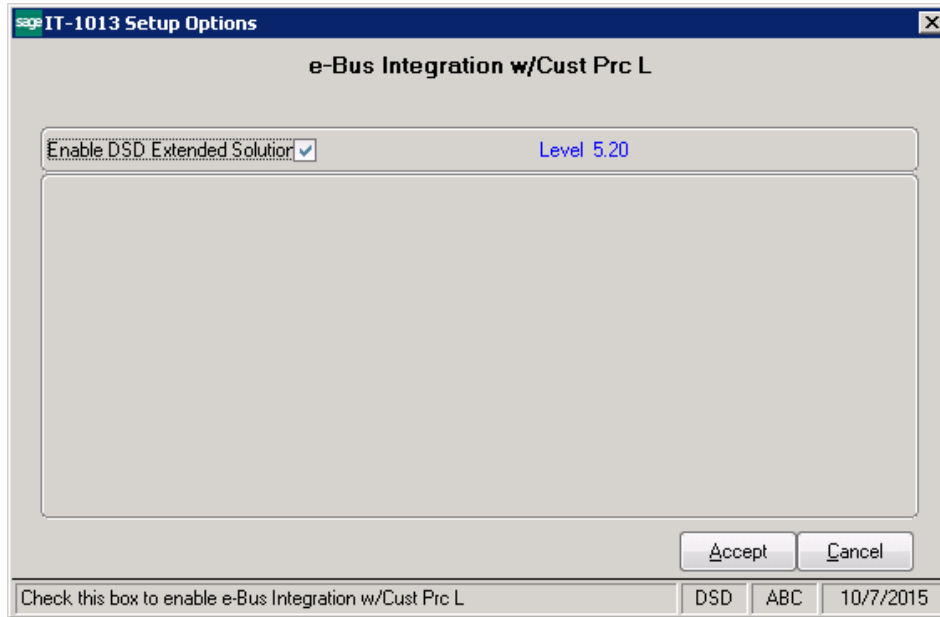 sage IT-1013 Setup Options
e-Bus Integration w/Cust Prc L
Enable DSD Extended Solution Level 5.20
Accept Cancel
Check this box to enable e-Bus Integration w/Cust Prc L DSD ABC 10/7/2015